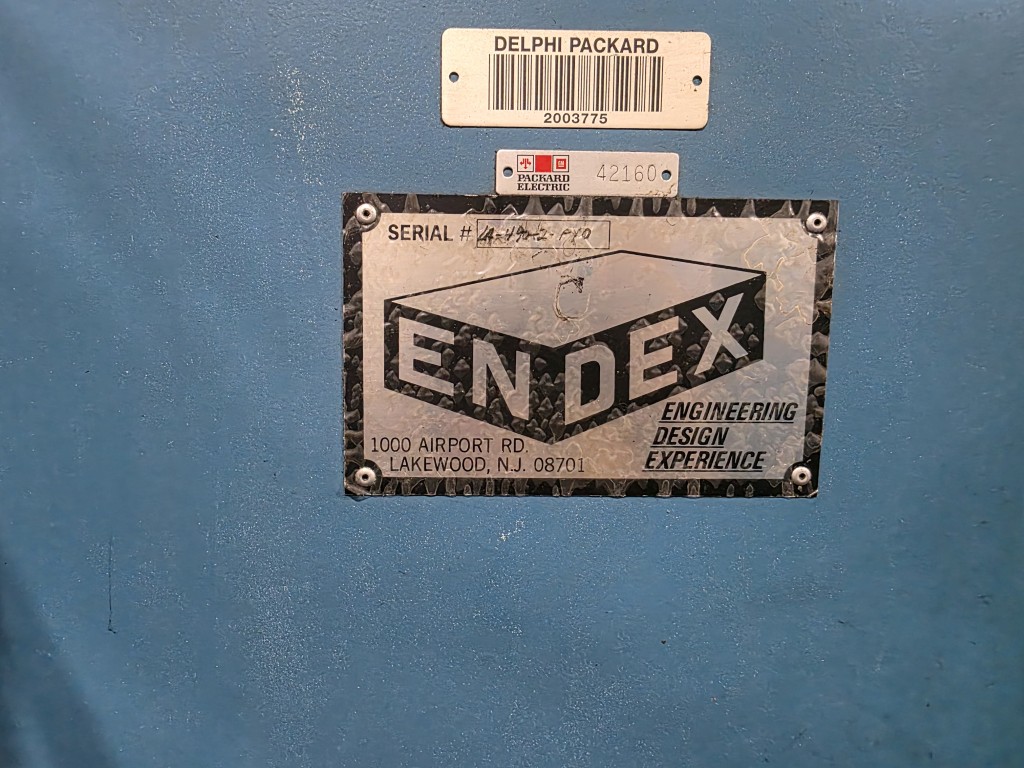 DELPHI PACKARD
2003775
PACKARD
ELECTRIC
42160
SERIAL #
ENDEX
ENGINEERING
DESIGN
EXPERIENCE
1000 AIRPORT RD.
LAKEWOOD, N.J. 08701